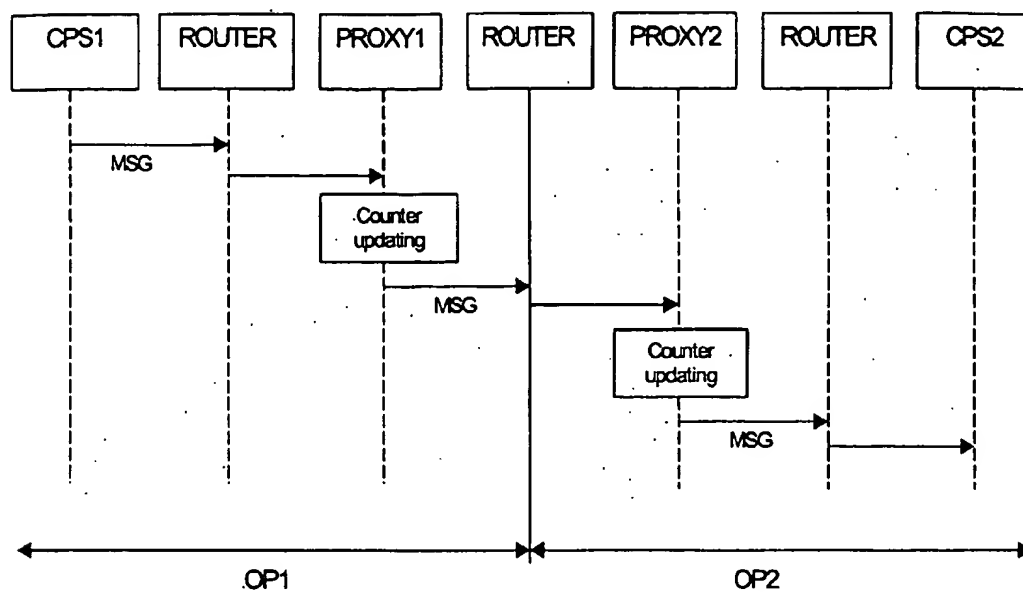 CPS1
ROUTER
PROXY1
ROUTER
PROXY2
ROUTER
CPS2
MSG
Counter
updating
MSG
Counter
updating
MSG
OP1
OP2